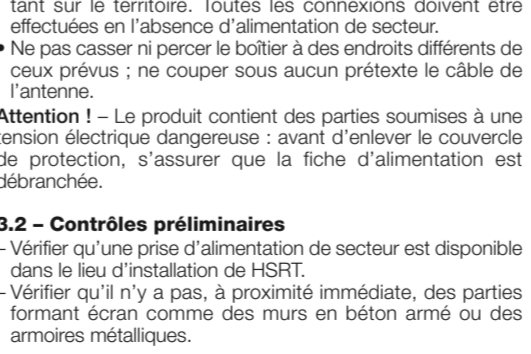 tant sur le territoire. Toutes les connexions doivent être
effectuées en l'absence d'alimentation de secteur.
• Ne pas casser ni percer le boîtier à des endroits différents de
ceux prévus ; ne couper sous aucun prétexte le câble de
l'antenne.
Attention ! – Le produit contient des parties soumises à une
tension électrique dangereuse : avant d'enlever le couvercle
de protection, s'assurer que la fiche d'alimentation est
débranchée.
3.2 – Contrôles préliminaires
– Vérifier qu'une prise d'alimentation de secteur est disponible
dans le lieu d'installation de HSRT.
– Vérifier qu'il n'y a pas, à proximité immédiate, des parties
formant écran comme des murs en béton armé ou des
armoires métalliques.